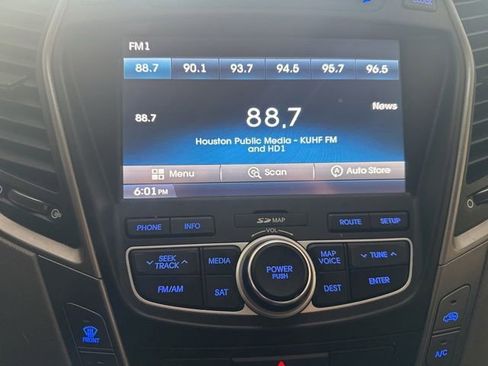 CLOCK
FM1
88.7 90.1 93.7 94.5 95.7 96.5
News
88.7 88.7
Houston Public Media - KUHF FM
and HD1
Menu Scan A Auto Store
6:01 PM
PHONE INFO SD MAP ROUTE SETUP
VOL
SEEK TRACK MEDIA POWER PUSH MAP VOICE TUNE
FM/AM SAT DEST ENTER
FRONT
A/C